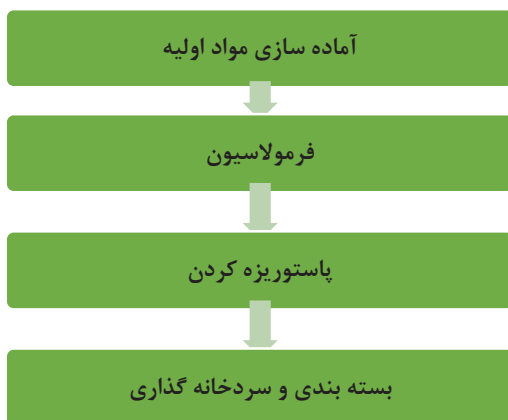 آماده سازی مواد اولیه
فرمولاسیون
پاستوریزه کردن
بسته بندی و سردخانه گذاری